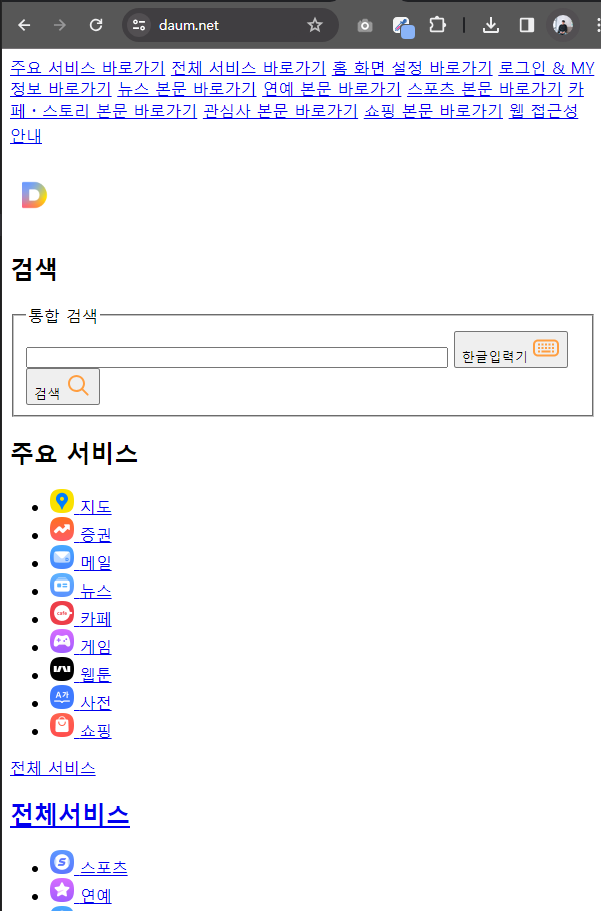 daum.net
주요 서비스 바로가기 전체 서비스 바로가기 홈 화면 설정 바로가기 로그인 & MY
정보 바로가기 뉴스 본문 바로가기 연예 본문 바로가기 스포츠 본문 바로가기 카
페・스토리 본문 바로가기 관심사 본문 바로가기 쇼핑 본문 바로가기 웹 접근성
안내
D
검색
통합 검색
한글입력기
검색
주요 서비스
지도
증권
메일
뉴스
cafe 카페
게임
웹툰
A가 사전
쇼핑
전체 서비스
전체서비스
S 스포츠
연예